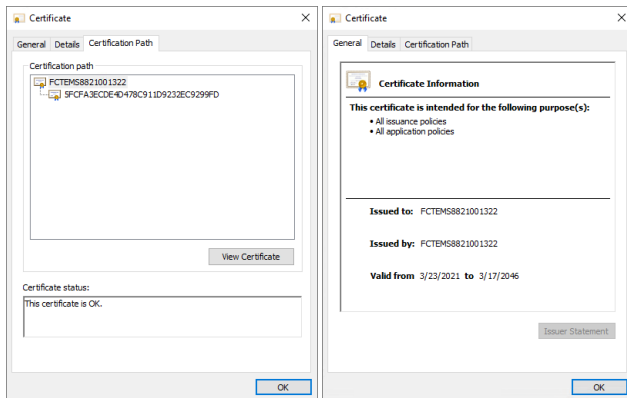 Certificate
General Details Certification Path
Certification path
FCTEMS8821001322
5FCFA3ECDE4D478C911D9232EC9299FD
View Certificate
Certificate status:
This certificate is OK.
OK
Certificate
General Details Certification Path
Certificate Information
This certificate is intended for the following purpose(s):
• All issuance policies
• All application policies
Issued to: FCTEMS8821001322
Issued by: FCTEMS8821001322
Valid from 3/23/2021 to 3/17/2046
Issuer Statement
OK